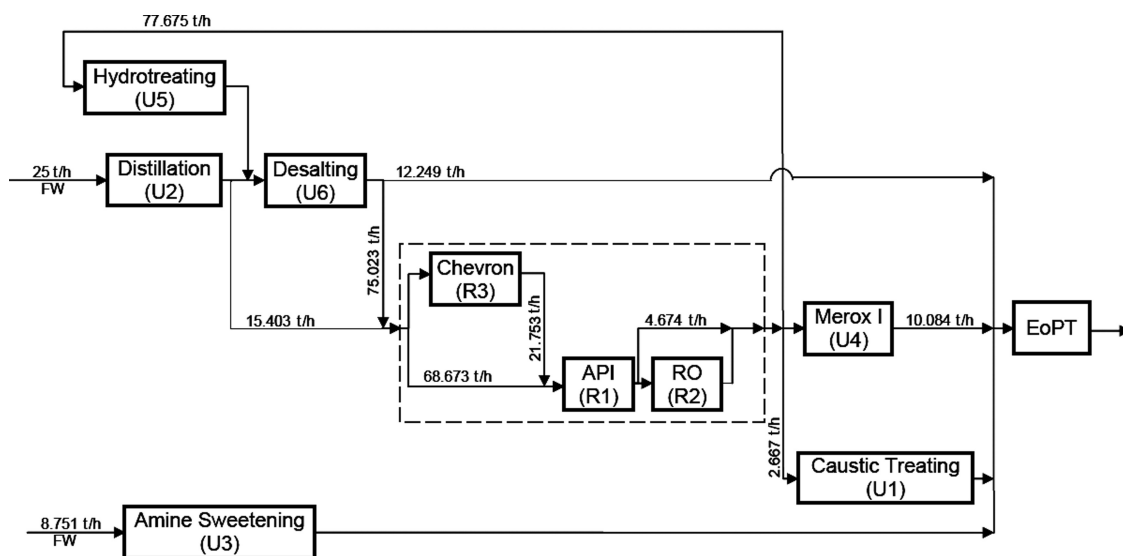 77.675 t/h
Hydrotreating
(U5)
25 t/h
FW
Distillation
(U2)
Desalting
(U6)
12.249 t/h
75.023 t/h
Chevron
(R3)
21.753 t/h
15.403 t/h
68.673 t/h
4.674 t/h
API
(R1)
RO
(R2)
Merox I
(U4)
10.084 t/h
EoPT
2.667 t/h
Caustic Treating
(U1)
8.751 t/h
FW
Amine Sweetening
(U3)